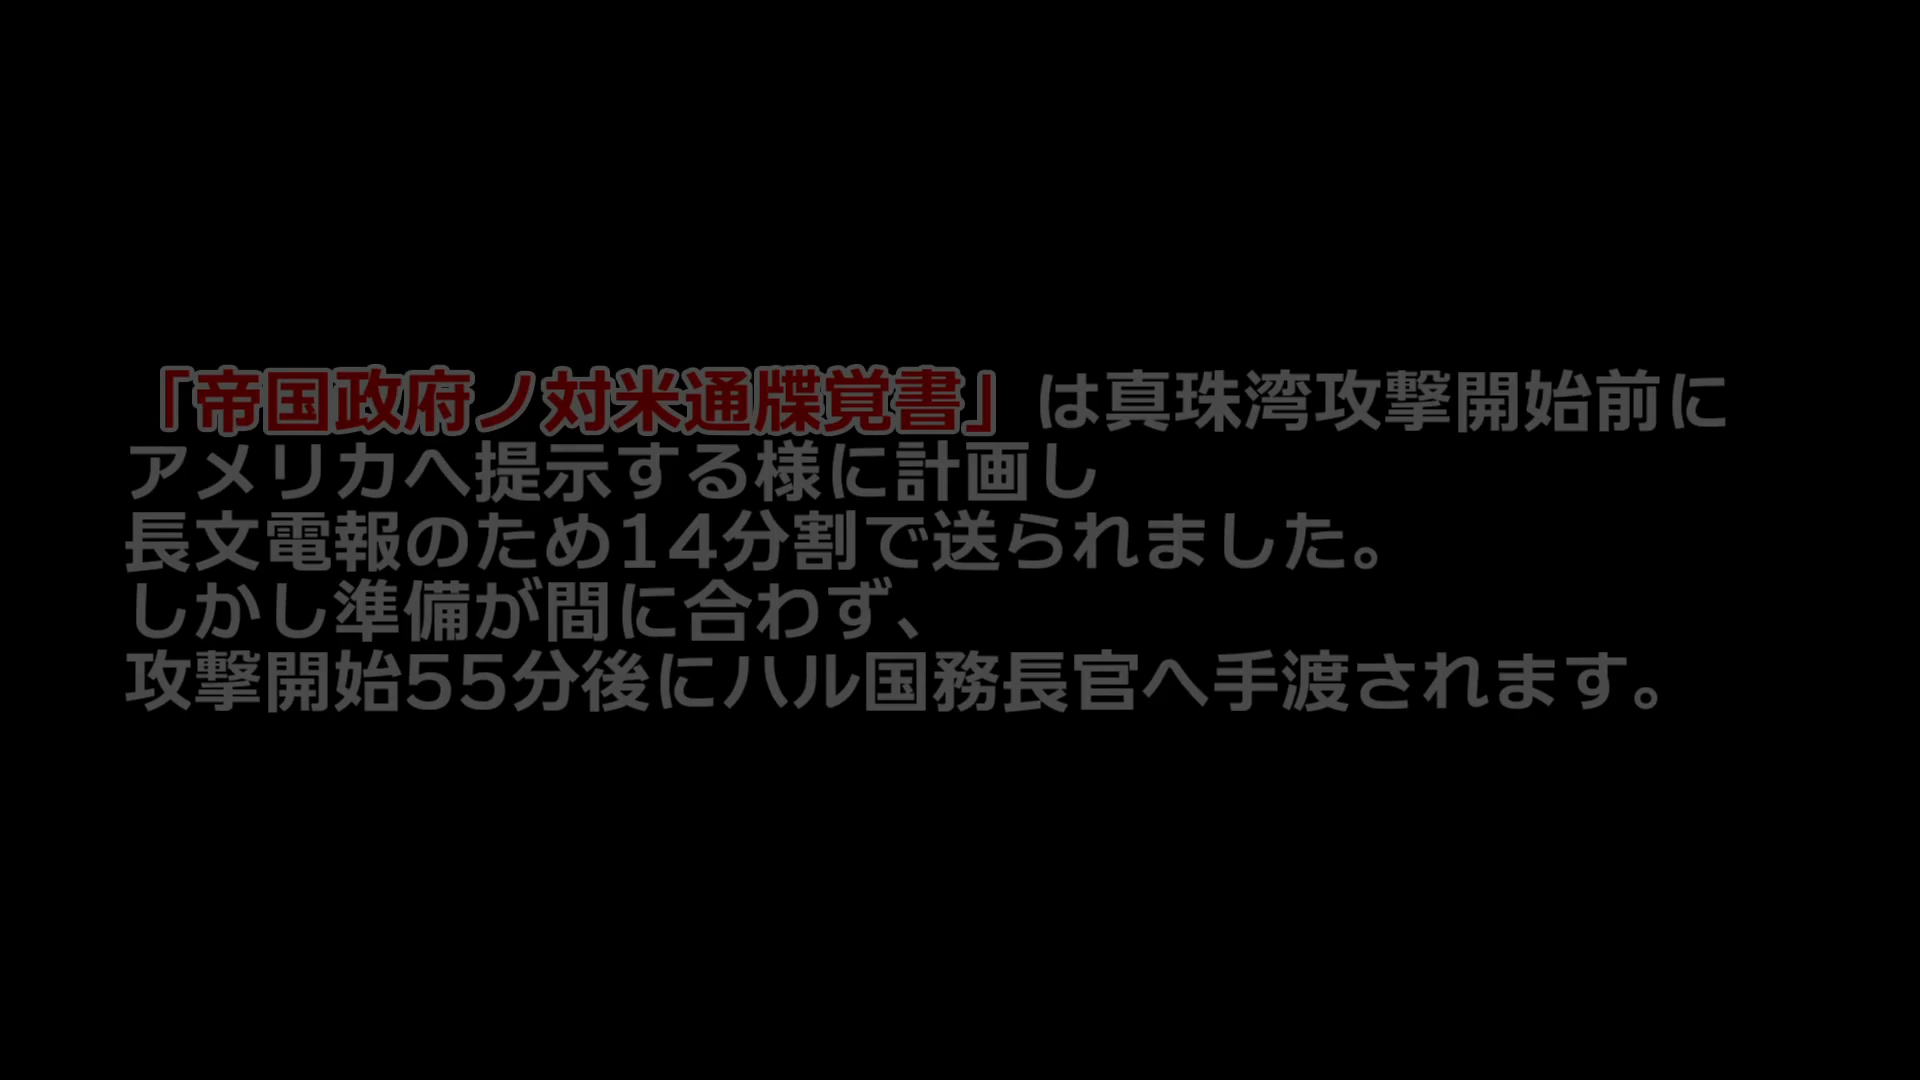 「帝国政府ノ対米通牒覚書」は真珠湾攻撃開始前に
アメリカへ提示する様に計画し
長文電報のため14分割で送られました。
しかし準備が間に合わず、
攻撃開始55分後にハル国務長官へ手渡されます。